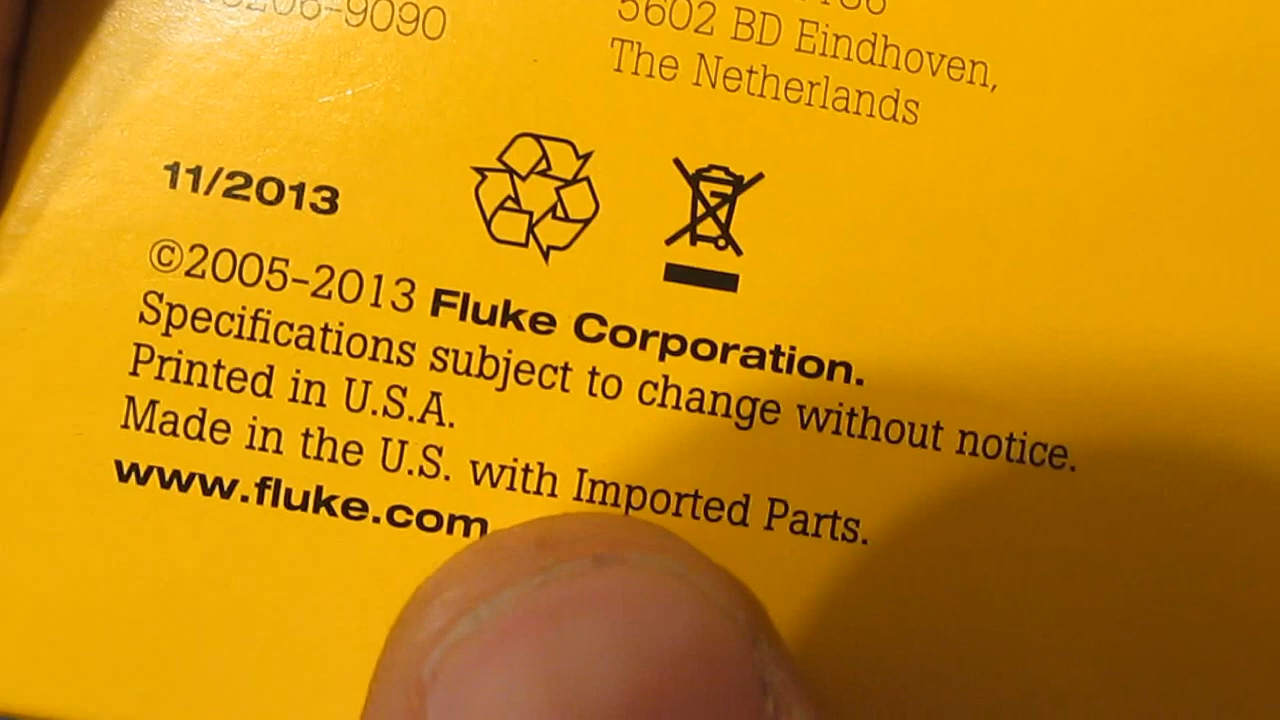 -9090
5602 BD Eindhoven,
The Netherlands
11/2013
©2005-2013 Fluke Corporation.
Specifications subject to change without notice.
Printed in U.S.A.
Made in the U.S. with Imported Parts.
www.fluke.com